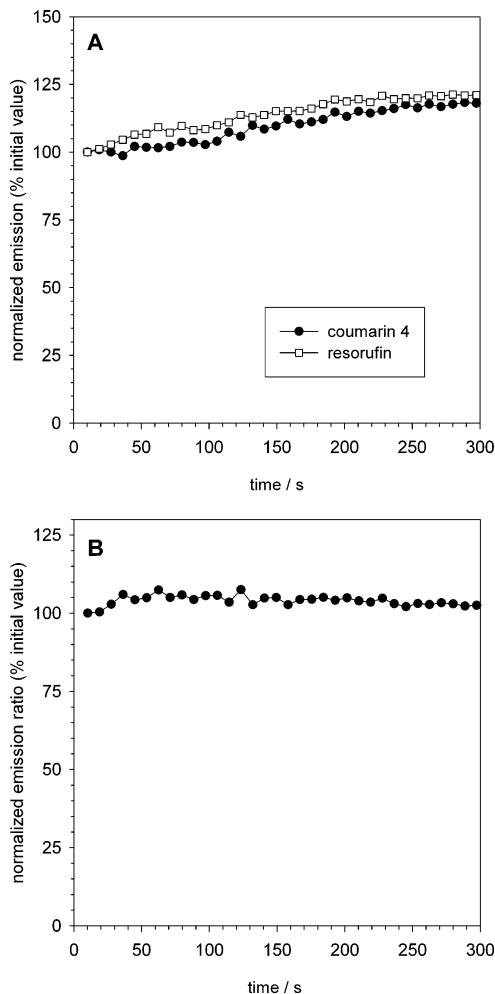 A
150
125
100
75
50
25
0
normalized emission (% initial value)
coumarin 4
resorufin
0 50 100 150 200 250 300
time / s
B
125
100
75
50
25
0
normalized emission ratio (% initial value)
0 50 100 150 200 250 300
time / s